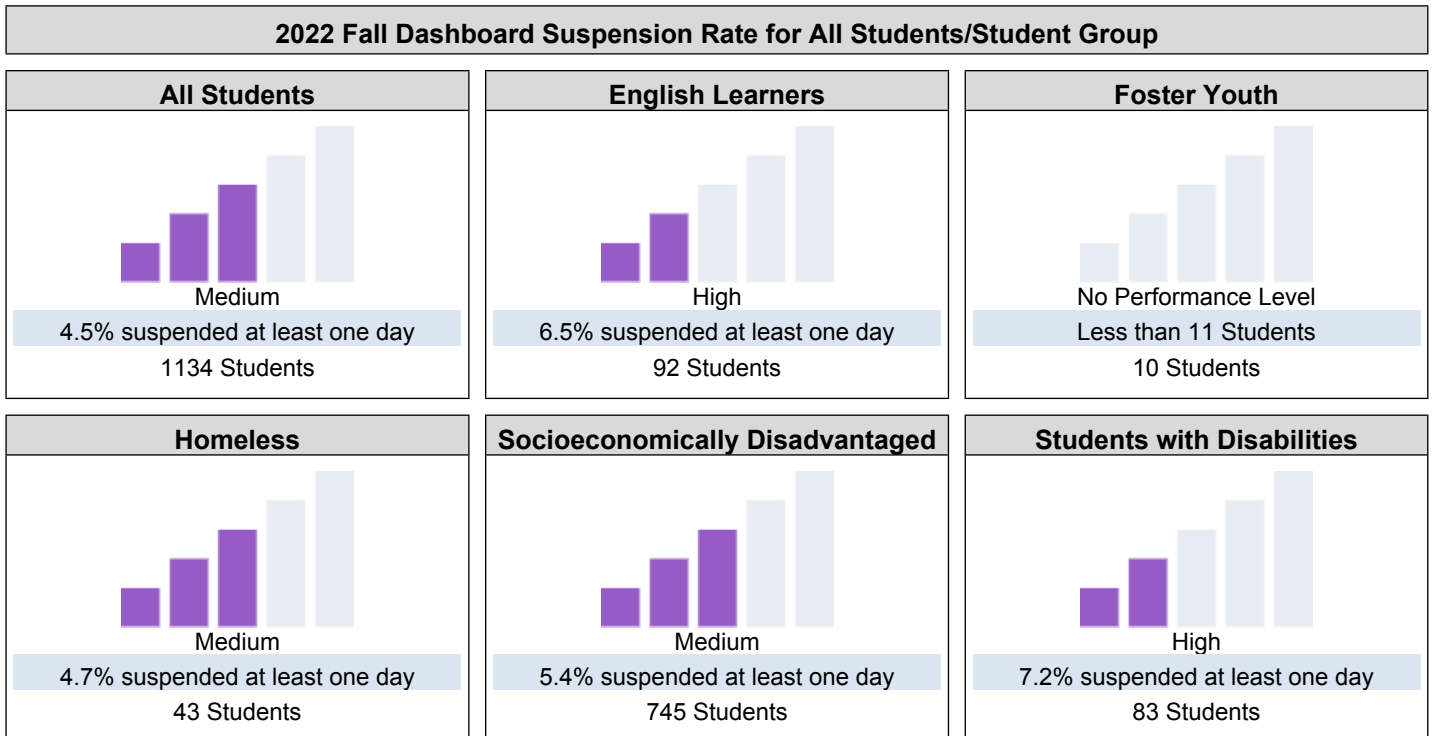 2022 Fall Dashboard Suspension Rate for All Students/Student Group
All Students
Medium
4.5% suspended at least one day
1134 Students
English Learners
High
6.5% suspended at least one day
92 Students
Foster Youth
No Performance Level
Less than 11 Students
10 Students
Homeless
Medium
4.7% suspended at least one day
43 Students
Socioeconomically Disadvantaged
Medium
5.4% suspended at least one day
745 Students
Students with Disabilities
High
7.2% suspended at least one day
83 Students